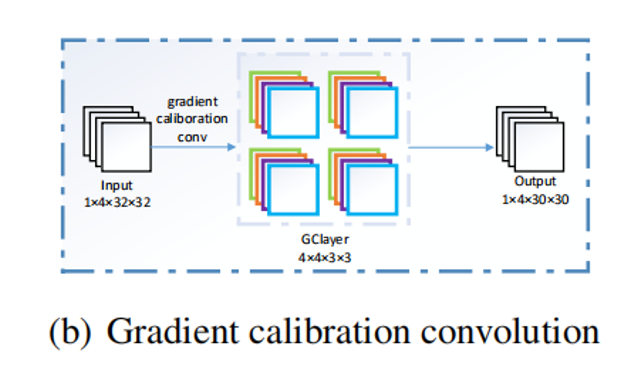 gradient
caliboration
conv
Input
1×4×32×32
GClayer
4×4×3×3
Output
1×4×30×30
(b) Gradient calibration convolution